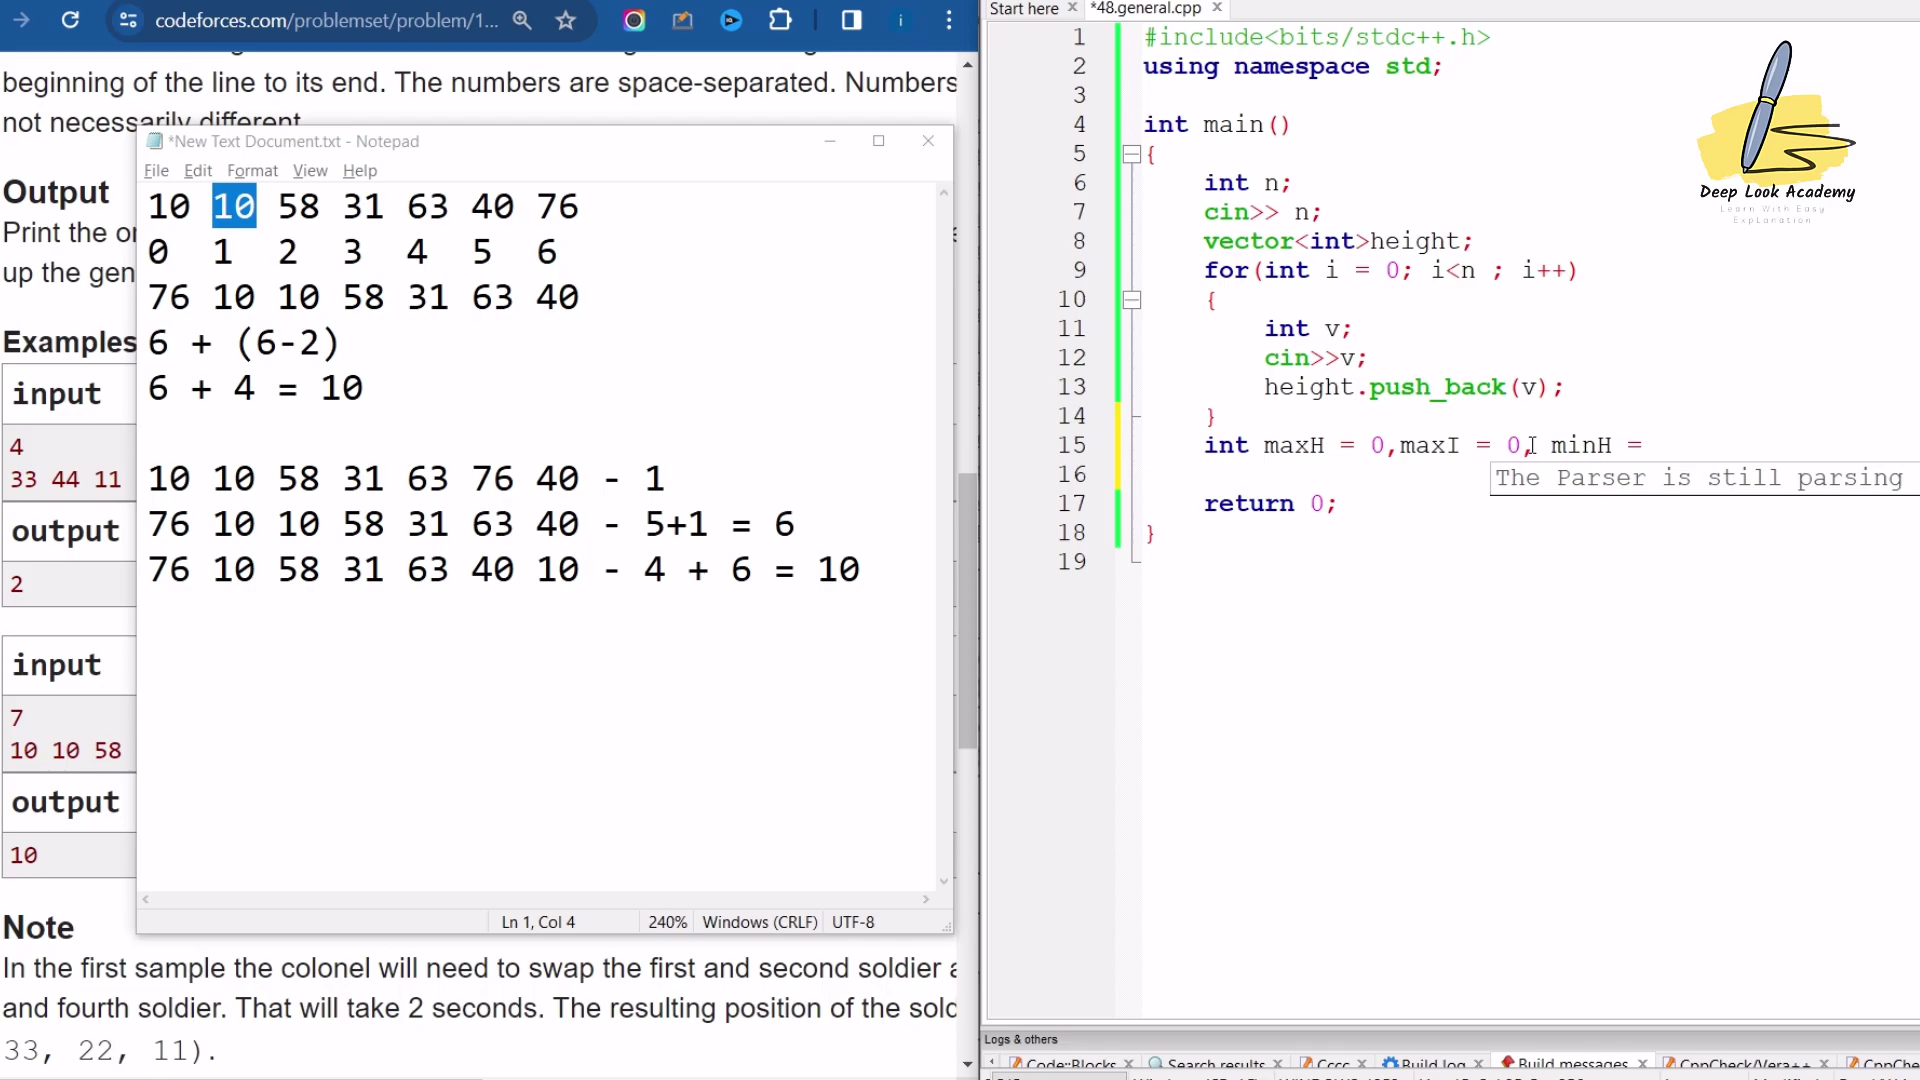 codeforces.com/problemset/problem/1...
beginning of the line to its end. The numbers are space-separated. Numbers
not necessarily different.
Output
Print the
up the gen
Examples
input
4
33 44 11
output
2
input
7
10 10 58
output
10
Note
In the first sample the colonel will need to swap the first and second soldier
and fourth soldier. That will take 2 seconds. The resulting position of the
33, 22, 11).
*New Text Document.txt - Notepad
File Edit Format View Help
10 10 58 31 63 40 76
0 1 2 3 4 5 6
76 10 10 58 31 63 40
6 + (6-2)
6 + 4 = 10
10 10 58 31 63 76 40 - 1
76 10 10 58 31 63 40 - 5+1 = 6
76 10 58 31 63 40 10 - 4 + 6 = 10
Ln 1, Col 4 240% Windows (CRLF) UTF-8
Start here *48.general.cpp
1 #include<bits/stdc++.h>
2 using namespace std;
3
4 int main()
5 {
6 int n;
7 cin>> n;
8 vector<int>height;
9 for(int i = 0; i<n ; i++)
10 {
11 int v;
12 cin>>v;
13 height.push_back(v);
14 }
15 int maxH = 0,maxI = 0, minH =
16
The Parser is still parsing
17 return 0;
18 }
19
Deep Look Academy
Learn With Easy
Explanation
Logs & others
Code::Blocks Search results Cccc Build log Build messages CppCheck/Vera++ CppChe